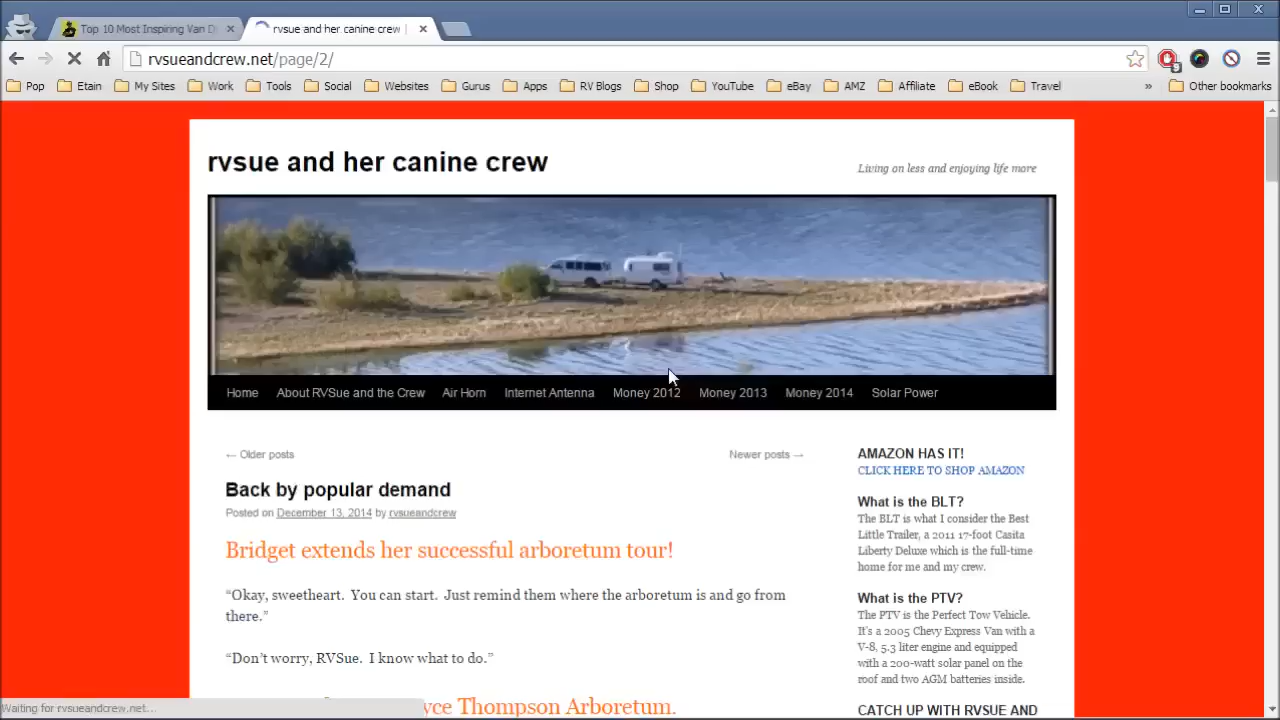 Top 10 Most Inspiring Van D
rvsue and her canine crew |
rvsueandcrew.net/page/2/
9
Pop Etain My Sites Work Tools Social Websites Gurus Apps RV Blogs Shop YouTube eBay AMZ Affiliate eBook Travel » Other bookmarks
rvsue and her canine crew
Living on less and enjoying life more
Home About RVSue and the Crew Air Horn Internet Antenna Money 2012 Money 2013 Money 2014 Solar Power
← Older posts Newer posts →
Back by popular demand
Posted on December 13, 2014 by rvsueandcrew
Bridget extends her successful arboretum tour!
“Okay, sweetheart. You can start. Just remind them where the arboretum is and go from
there.”
“Don’t worry, RVSue. I know what to do.”
yce Thompson Arboretum.
AMAZON HAS IT!
CLICK HERE TO SHOP AMAZON
What is the BLT?
The BLT is what I consider the Best
Little Trailer, a 2011 17-foot Casita
Liberty Deluxe which is the full-time
home for me and my crew.
What is the PTV?
The PTV is the Perfect Tow Vehicle.
It’s a 2005 Chevy Express Van with a
V-8, 5.3 liter engine and equipped
with a 200-watt solar panel on the
roof and two AGM batteries inside.
CATCH UP WITH RVSUE AND
Waiting for rvsueandcrew.net...